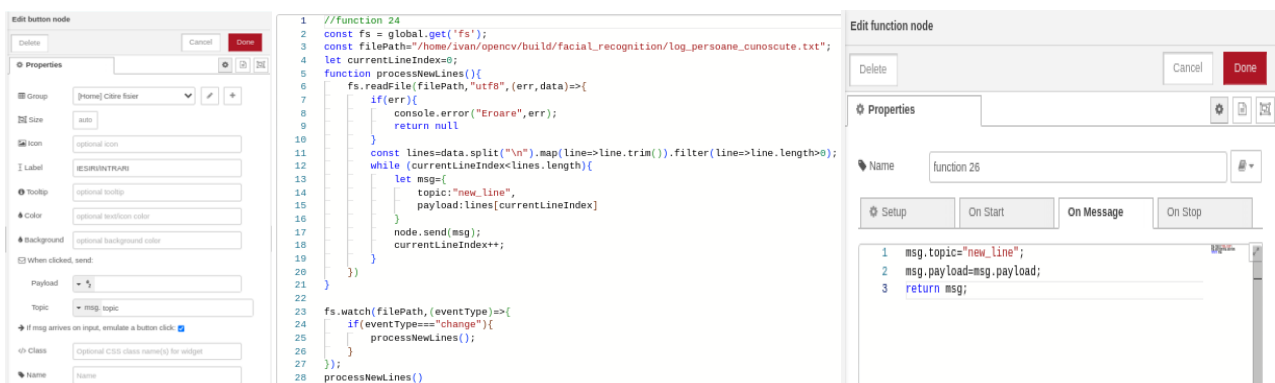 Edit button node
Delete
Cancel
Done
Properties
Group
[Home] Citire fisier
Size
auto
Icon
optional icon
Label
IESIRI/INTRARI
Tooltip
optional tooltip
Color
optional text/icon color
Background
optional background color
When clicked, send:
Payload
Topic
msg. topic
If msg arrives on input, emulate a button click:
</> Class
Optional CSS class name(s) for widget
Name
Name
1 //function 24
2 const fs = global.get('fs');
3 const filePath="/home/ivan/opencv/build/facial_recognition/log_persoane_cunoscute.txt";
4 let currentLineIndex=0;
5 function processNewLines(){
6 fs.readFile(filePath,"utf8",(err,data)=>{
7 if(err){
8 console.error("Eroare",err);
9 return null
10 }
11 const lines=data.split("\n").map(line=>line.trim()).filter(line=>line.length>0);
12 while (currentLineIndex<lines.length){
13 let msg={
14 topic:"new_line",
15 payload:lines[currentLineIndex]
16 }
17 node.send(msg);
18 currentLineIndex++;
19 }
20 })
21 }
22
23 fs.watch(filePath,(eventType)=>{
24 if(eventType==="change"){
25 processNewLines();
26 }
27 });
28 processNewLines()
Edit function node
Delete
Cancel
Done
Properties
Name
function 26
Setup
On Start
On Message
On Stop
1 msg.topic="new_line";
2 msg.payload=msg.payload;
3 return msg;